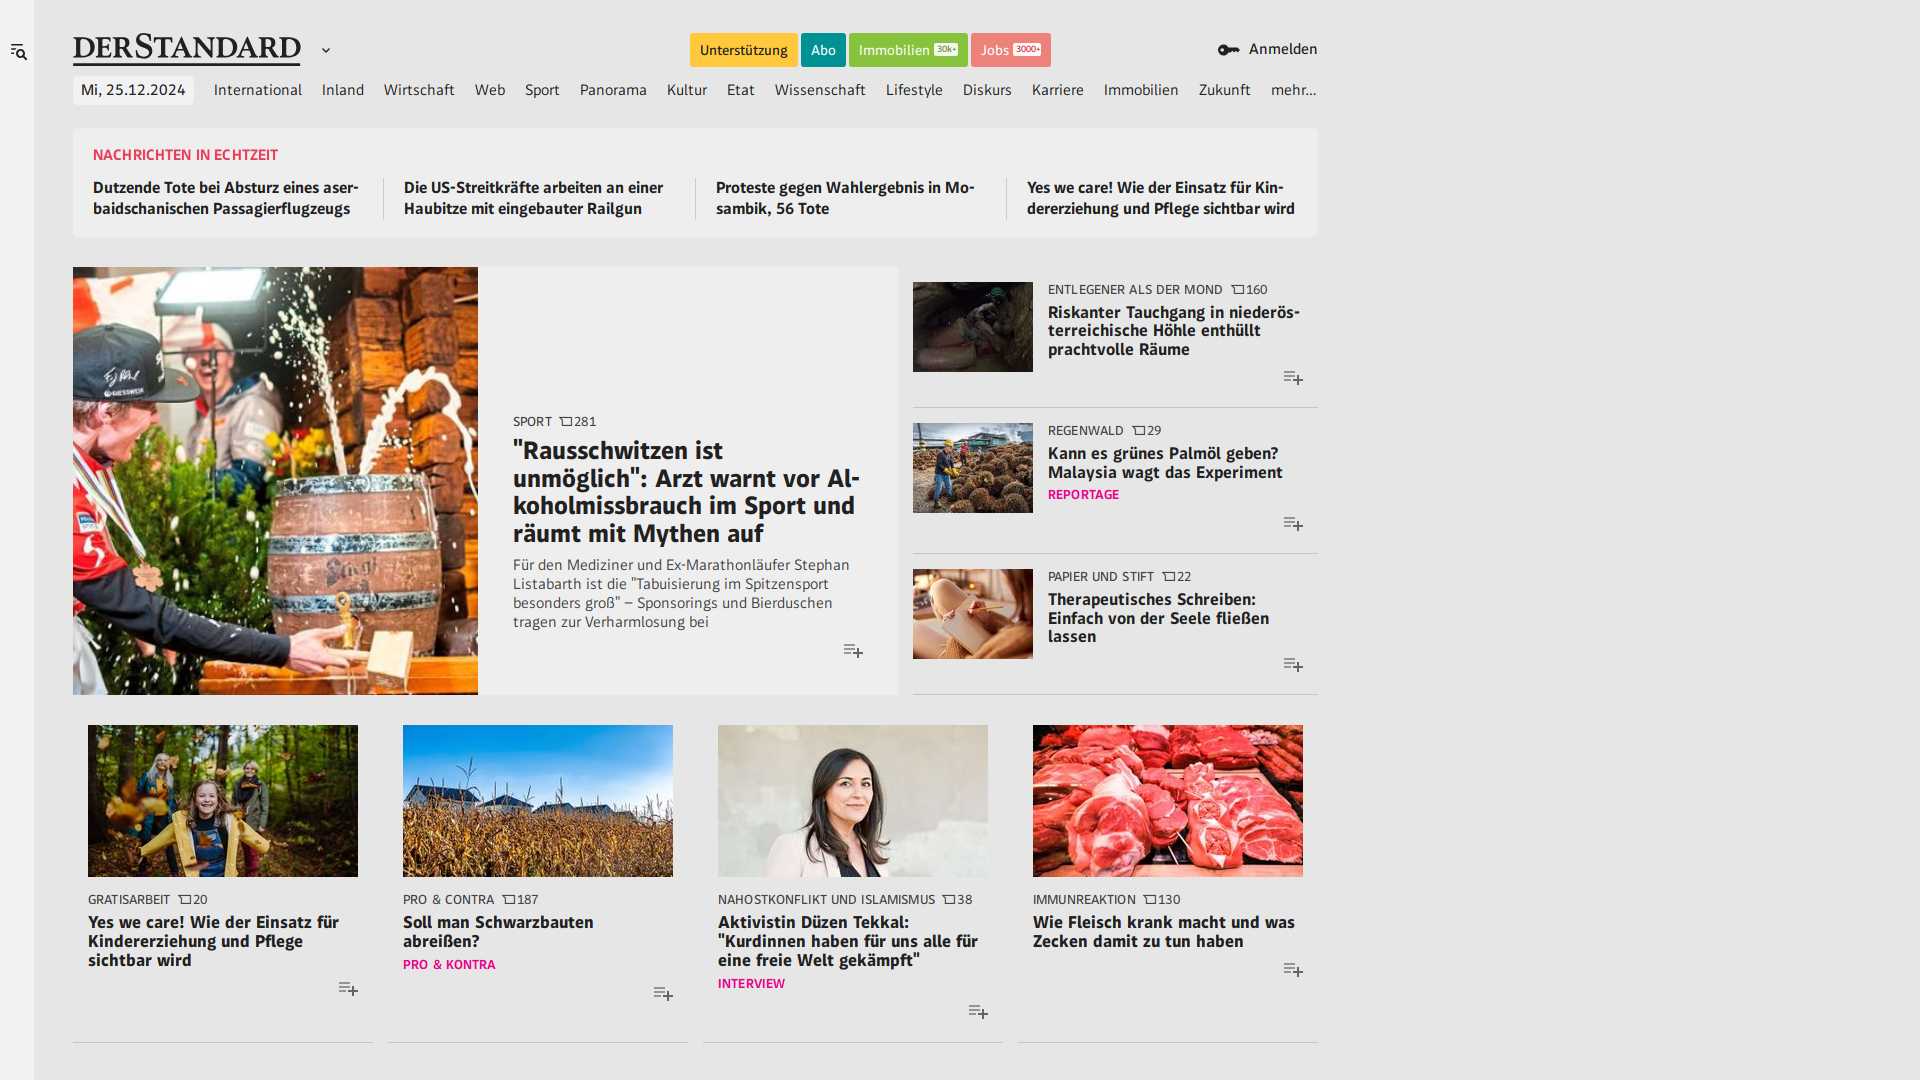 DERSTANDARD
Unterstützung
Abo
Immobilien 30k+
Jobs 3000+
Anmelden
Mi, 25.12.2024
International
Inland
Wirtschaft
Web
Sport
Panorama
Kultur
Etat
Wissenschaft
Lifestyle
Diskurs
Karriere
Immobilien
Zukunft
mehr...
NACHRICHTEN IN ECHTZEIT
Dutzende Tote bei Absturz eines aser-
baidschanischen Passagierflugzeugs
Die US-Streitkräfte arbeiten an einer
Haubitze mit eingebauter Railgun
Proteste gegen Wahlergebnis in Mo-
sambik, 56 Tote
Yes we care! Wie der Einsatz für Kin-
dererziehung und Pflege sichtbar wird
SPORT 281
"Rausschwitzen ist
unmöglich": Arzt warnt vor Al-
koholmissbrauch im Sport und
räumt mit Mythen auf
Für den Mediziner und Ex-Marathonläufer Stephan
Listabarth ist die "Tabuisierung im Spitzensport
besonders groß" – Sponsorings und Bierduschen
tragen zur Verharmlosung bei
ENTLEGENER ALS DER MOND 160
Riskanter Tauchgang in niederös-
terreichische Höhle enthüllt
prachtvolle Räume
REGENWALD 29
Kann es grünes Palmöl geben?
Malaysia wagt das Experiment
REPORTAGE
PAPIER UND STIFT 22
Therapeutisches Schreiben:
Einfach von der Seele fließen
lassen
GRATISARBEIT 20
Yes we care! Wie der Einsatz für
Kindererziehung und Pflege
sichtbar wird
PRO & CONTRA 187
Soll man Schwarzbauten
abreißen?
PRO & KONTRA
NAHOSTKONFLIKT UND ISLAMISMUS 38
Aktivistin Düzen Tekkal:
"Kurdinnen haben für uns alle für
eine freie Welt gekämpft"
INTERVIEW
IMMUNREAKTION 130
Wie Fleisch krank macht und was
Zecken damit zu tun haben